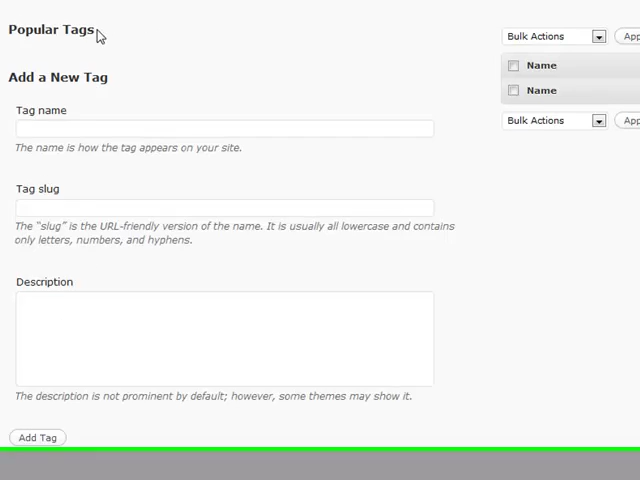 Popular Tags
Bulk Actions
App
Name
Name
Bulk Actions
App
Add a New Tag
Tag name
The name is how the tag appears on your site.
Tag slug
The “slug” is the URL-friendly version of the name. It is usually all lowercase and contains
only letters, numbers, and hyphens.
Description
The description is not prominent by default; however, some themes may show it.
Add Tag